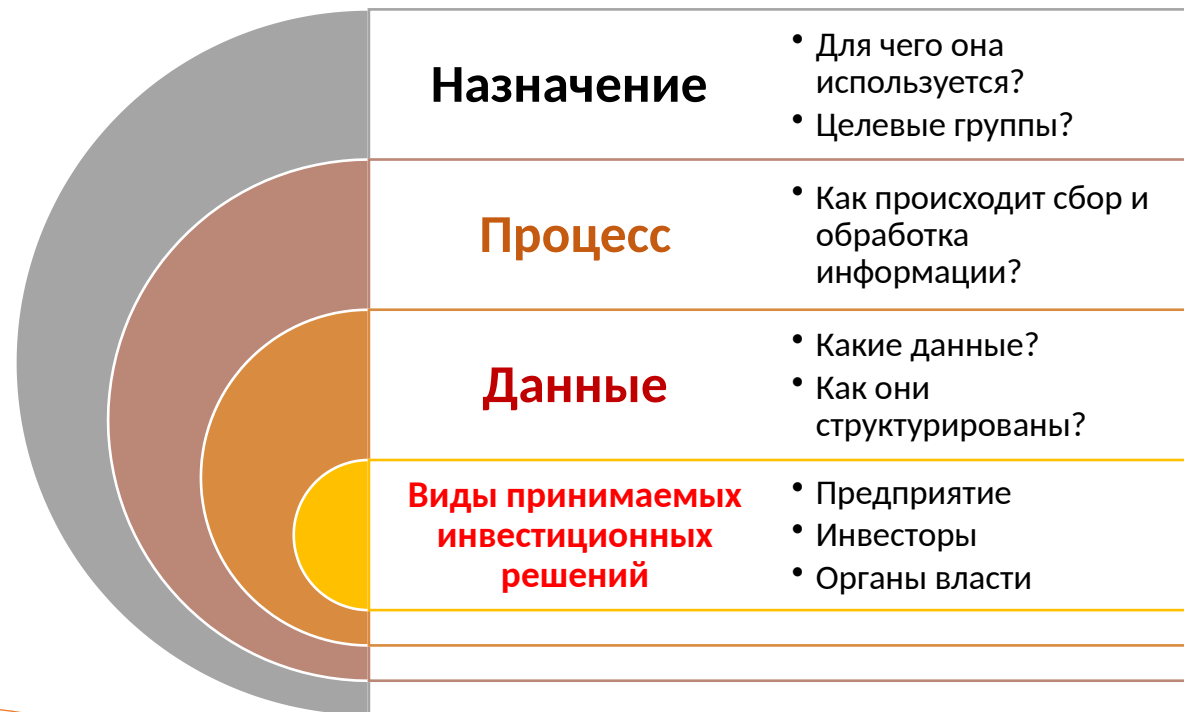 Назначение
• Для чего она
используется?
• Целевые группы?
Процесс
• Как происходит сбор и
обработка
информации?
Данные
• Какие данные?
• Как они
структурированы?
Виды принимаемых
инвестиционных
решений
• Предприятие
• Инвесторы
• Органы власти